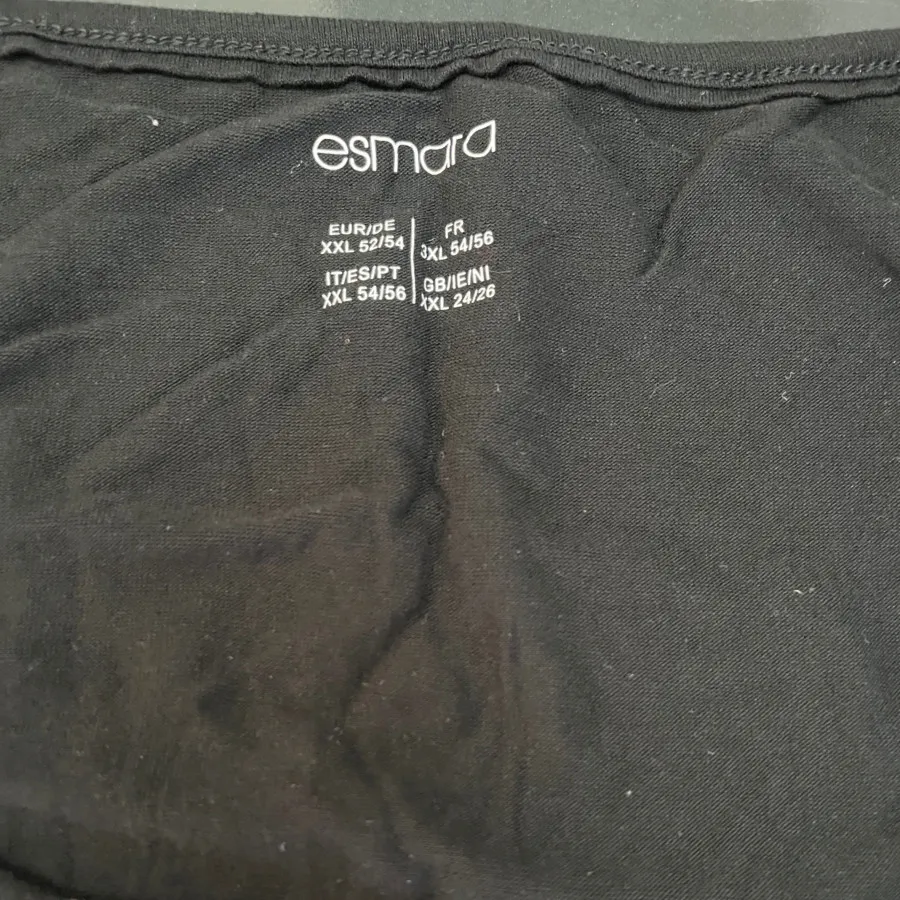 esmara
EUR/DE
XXL 52/54
FR
3XL 54/56
IT/ES/PT
XXL 54/56
GB/IE/NI
XXL 24/26